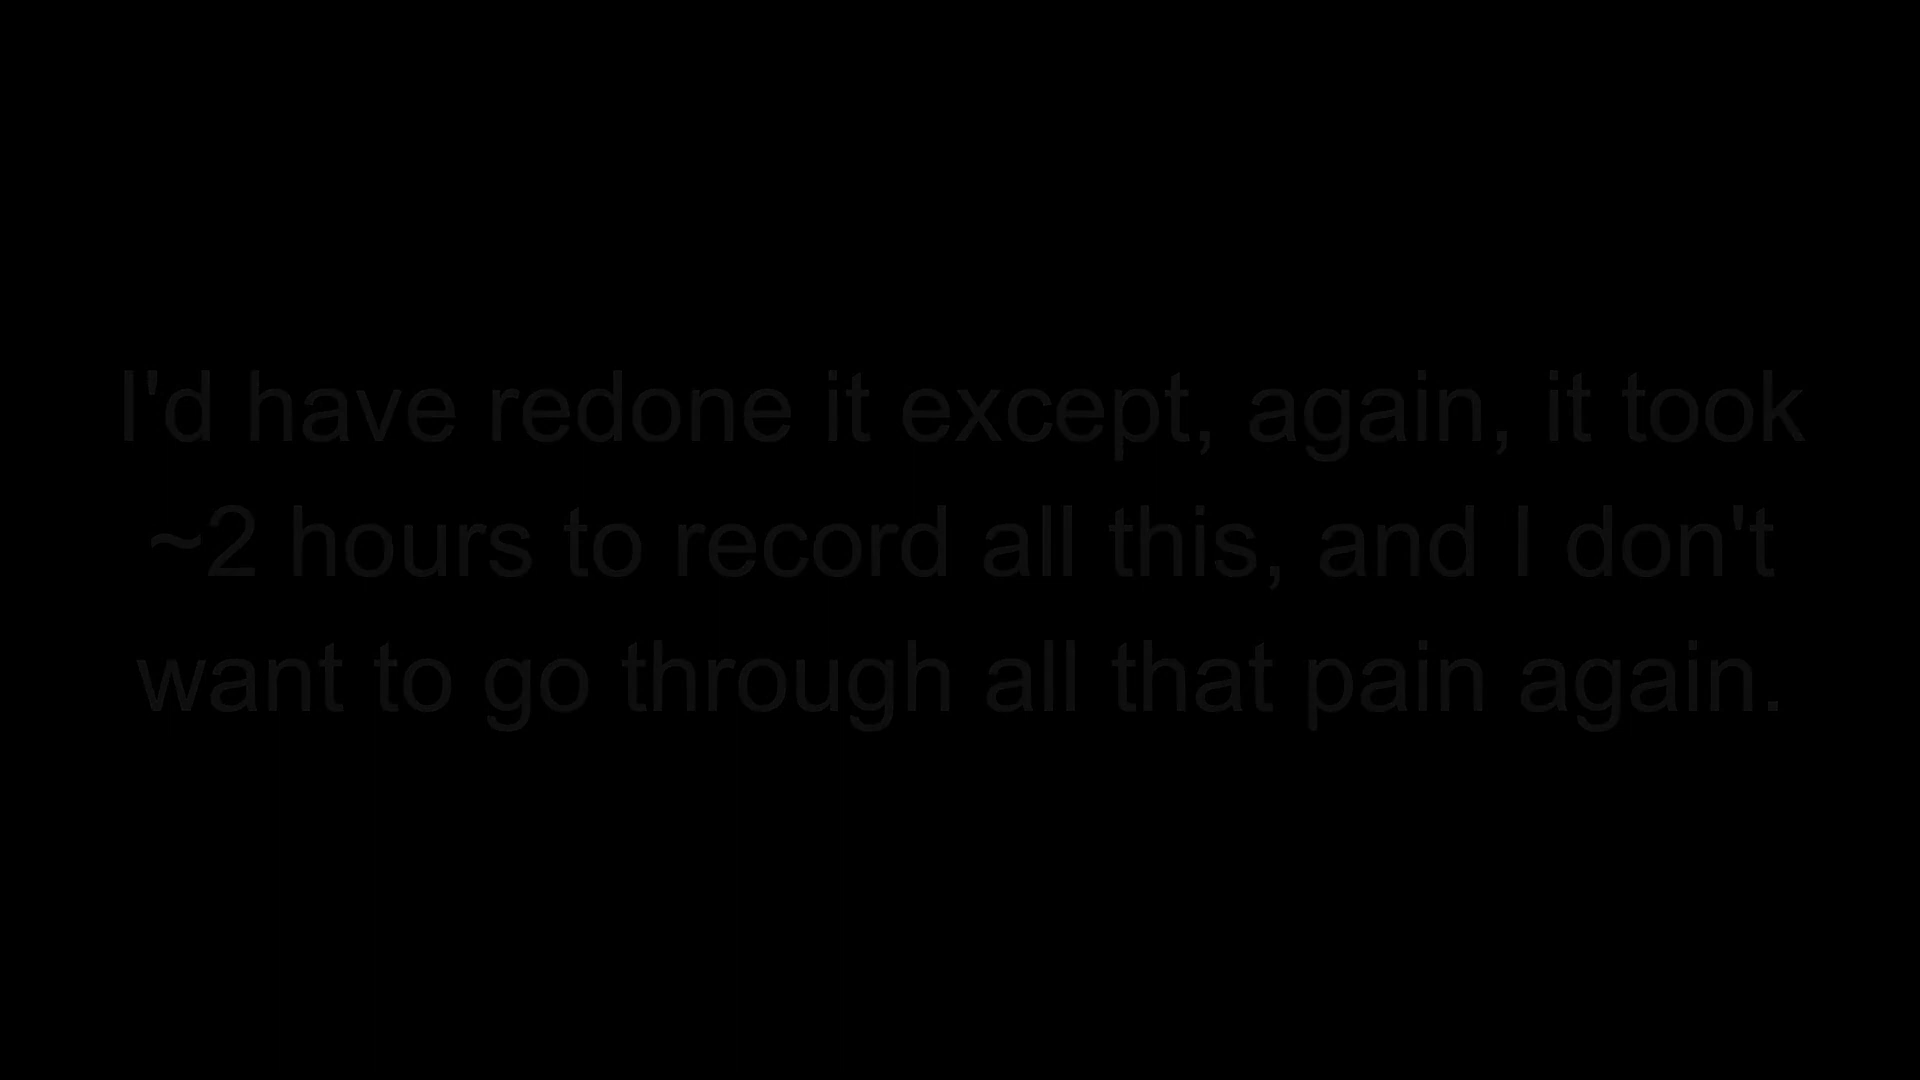 I'd have redone it except, again, it took
~2 hours to record all this, and I don't
want to go through all that pain again.